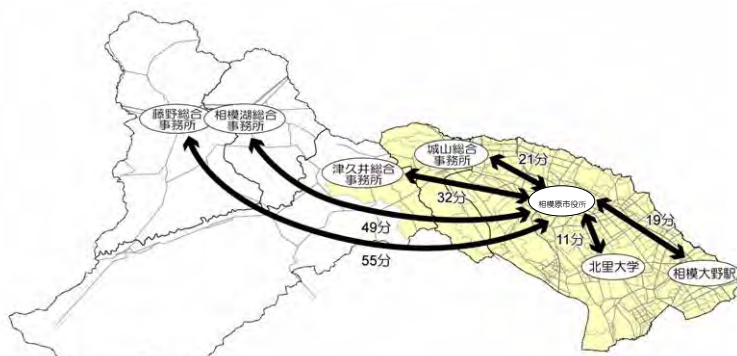 藤野総合
事務所
相模湖総合
事務所
城山総合
事務所
津久井総合
事務所
21分
32分
相模原市役所
19分
49分
11分
55分
北里大学
相模大野駅